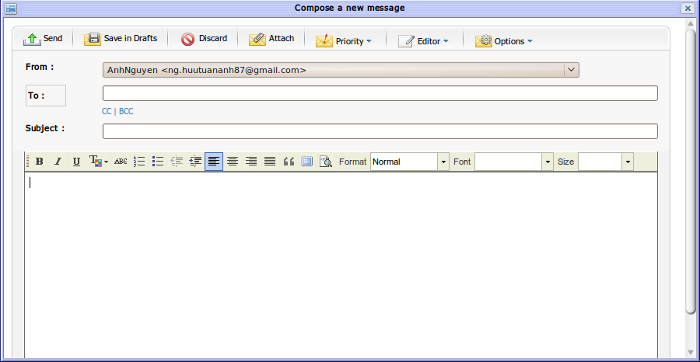 Compose a new message
Send Save in Drafts Discard Attach Priority Editor Options
From : AnhNguyen <ng.huutuananh87@gmail.com>
To :
CC | BCC
Subject :
B I U T ABC Format Normal Font Size